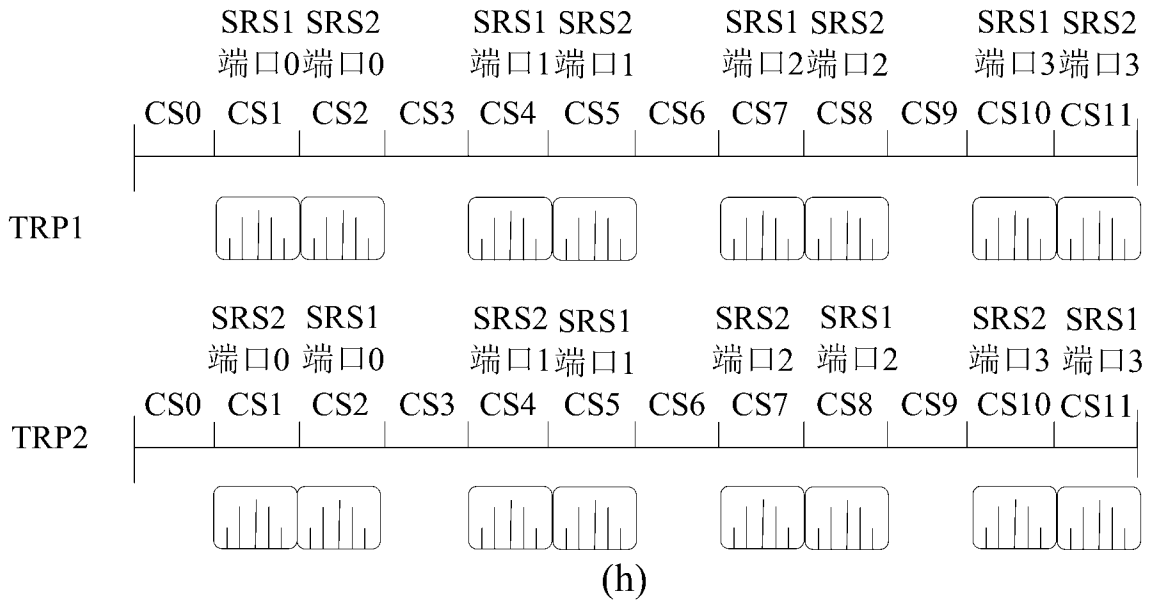 SRS1 SRS2 SRS1 SRS2 SRS1 SRS2 SRS1 SRS2
端口0 端口0 端口1 端口1 端口2 端口2 端口3 端口3
CS0 CS1 CS2 CS3 CS4 CS5 CS6 CS7 CS8 CS9 CS10 CS11
TRP1
SRS2 SRS1 SRS2 SRS1 SRS2 SRS1 SRS2 SRS1
端口0 端口0 端口1 端口1 端口2 端口2 端口3 端口3
CS0 CS1 CS2 CS3 CS4 CS5 CS6 CS7 CS8 CS9 CS10 CS11
TRP2
(h)